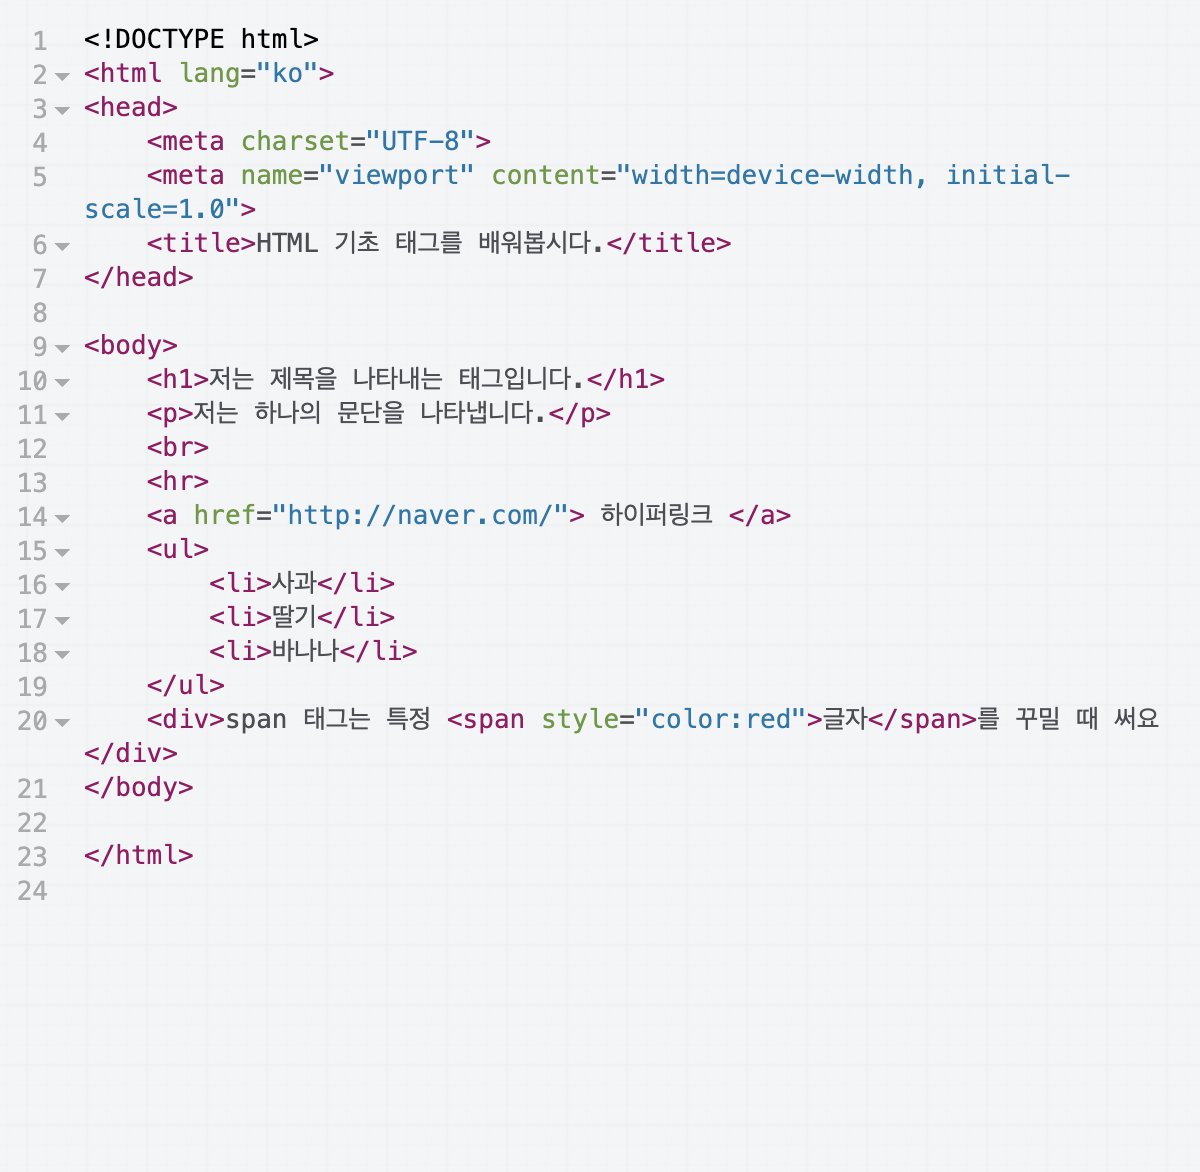 1 <!DOCTYPE html>
2 <html lang="ko">
3 <head>
4     <meta charset="UTF-8">
5     <meta name="viewport" content="width=device-width, initial-
scale=1.0">
6     <title>HTML 기초 태그를 배워봅시다.</title>
7 </head>
8
9 <body>
10     <h1>저는 제목을 나타내는 태그입니다.</h1>
11     <p>저는 하나의 문단을 나타냅니다.</p>
12     <br>
13     <hr>
14     <a href="http://naver.com/"> 하이퍼링크 </a>
15     <ul>
16         <li>사과</li>
17         <li>딸기</li>
18         <li>바나나</li>
19     </ul>
20     <div>span 태그는 특정 <span style="color:red">글자</span>를 꾸밀 때 써요
</div>
21 </body>
22
23 </html>
24